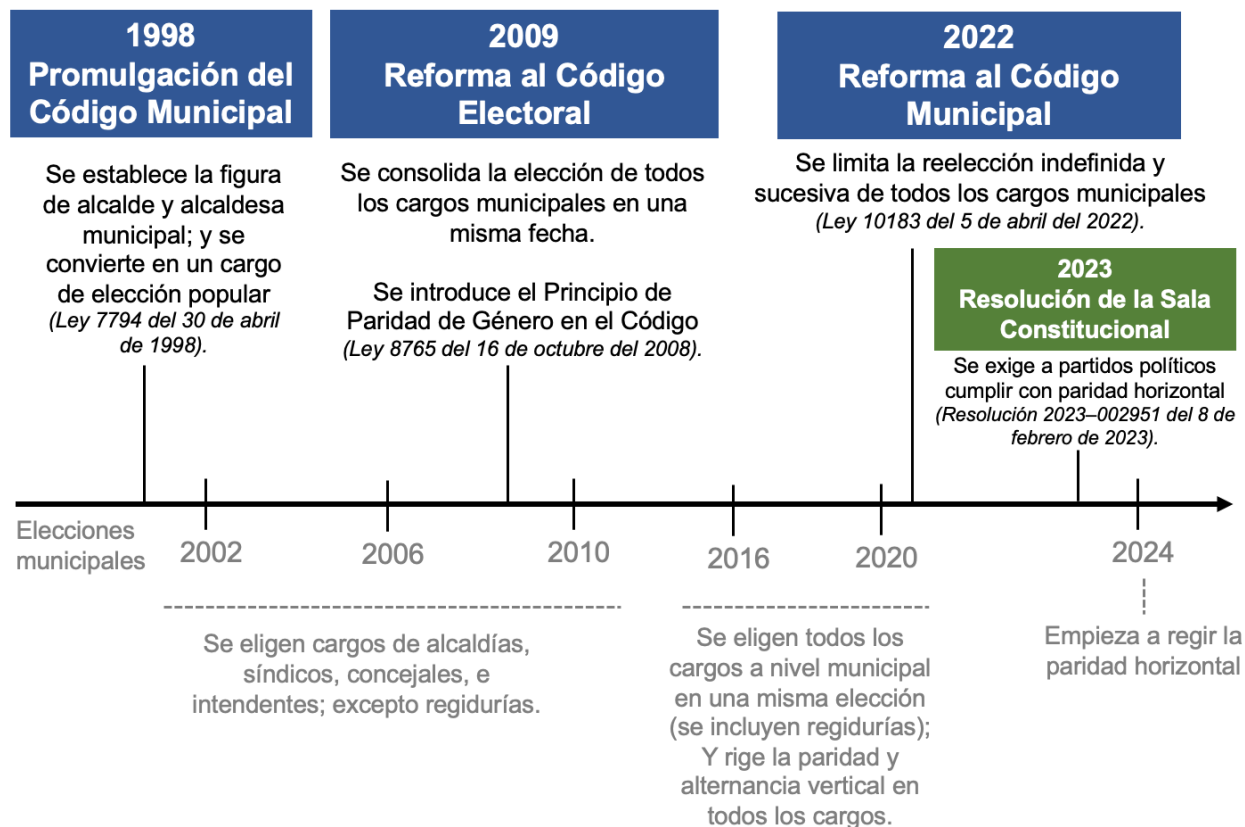 1998
Promulgación del
Código Municipal
Se establece la figura
de alcalde y alcaldesa
municipal; y se
convierte en un cargo
de elección popular
(Ley 7794 del 30 de abril
de 1998).
2009
Reforma al Código
Electoral
Se consolida la elección de todos
los cargos municipales en una
misma fecha.
Se introduce el Principio de
Paridad de Género en el Código
(Ley 8765 del 16 de octubre del 2008).
2022
Reforma al Código
Municipal
Se limita la reelección indefinida y
sucesiva de todos los cargos municipales
(Ley 10183 del 5 de abril del 2022).
2023
Resolución de la Sala
Constitucional
Se exige a partidos políticos
cumplir con paridad horizontal
(Resolución 2023–002951 del 8 de
febrero de 2023).
Elecciones
municipales
2002
2006
2010
2016
2020
2024
Se eligen cargos de alcaldías,
síndicos, concejales, e
intendentes; excepto regidurías.
Se eligen todos los
cargos a nivel municipal
en una misma elección
(se incluyen regidurías);
Y rige la paridad y
alternancia vertical en
todos los cargos.
Empieza a regir la
paridad horizontal